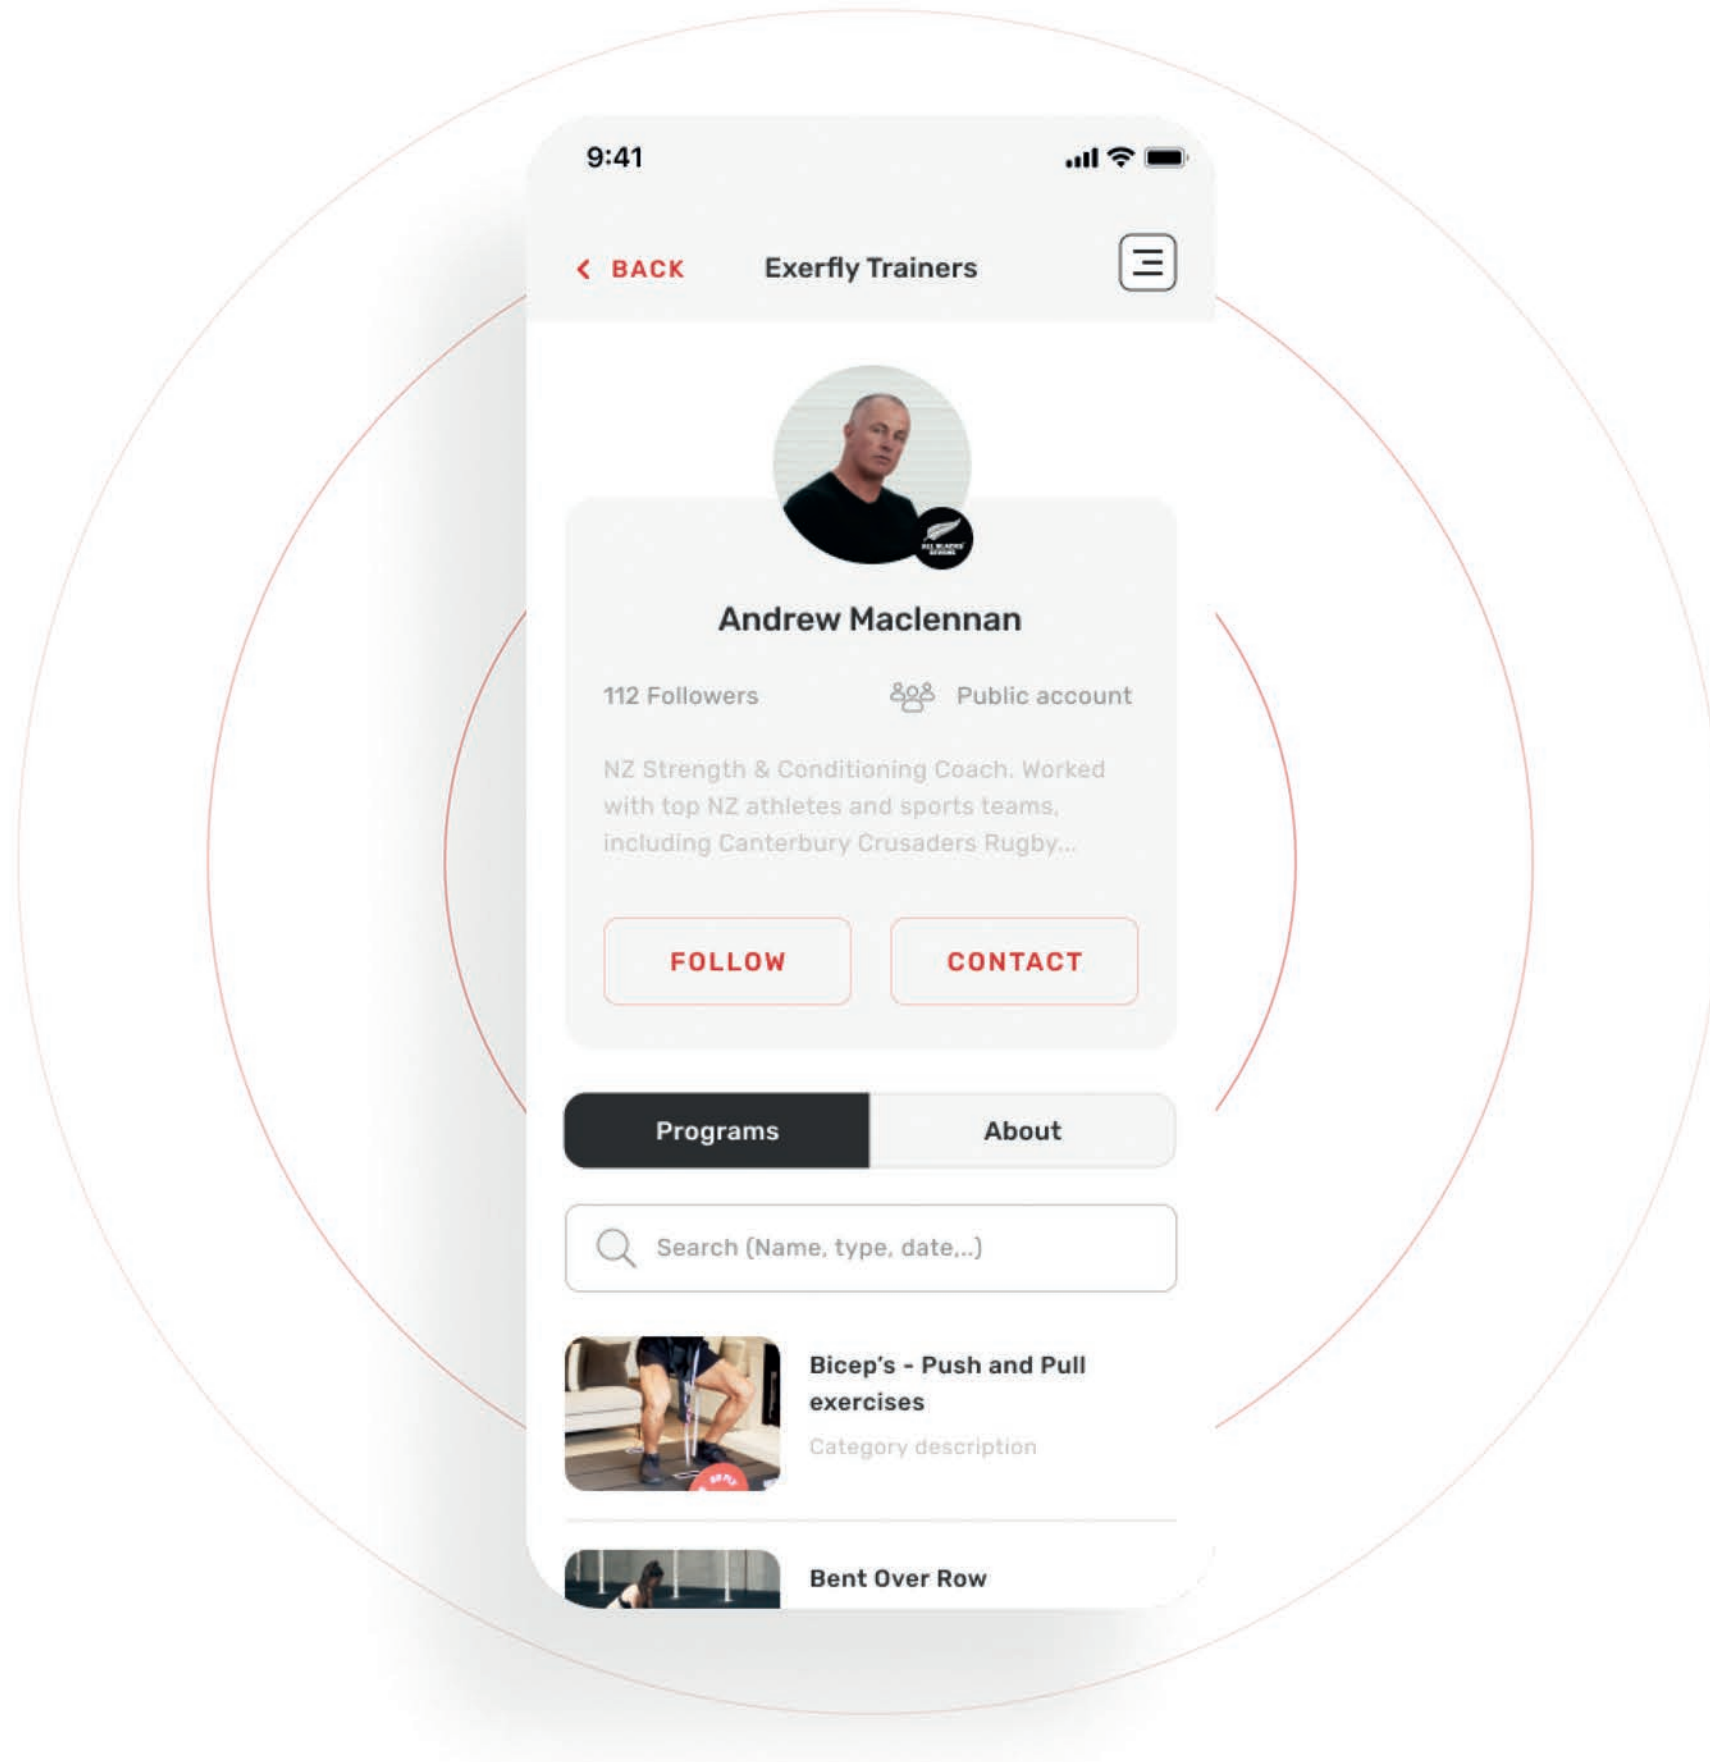 9:41
BACK
Exerfly Trainers
Andrew Maclennan
112 Followers
Public account
NZ Strength & Conditioning Coach. Worked
with top NZ athletes and sports teams,
including Canterbury Crusaders Rugby...
FOLLOW
CONTACT
Programs
About
Search (Name, type, date,..)
Bicep's - Push and Pull
exercises
Category description
Bent Over Row